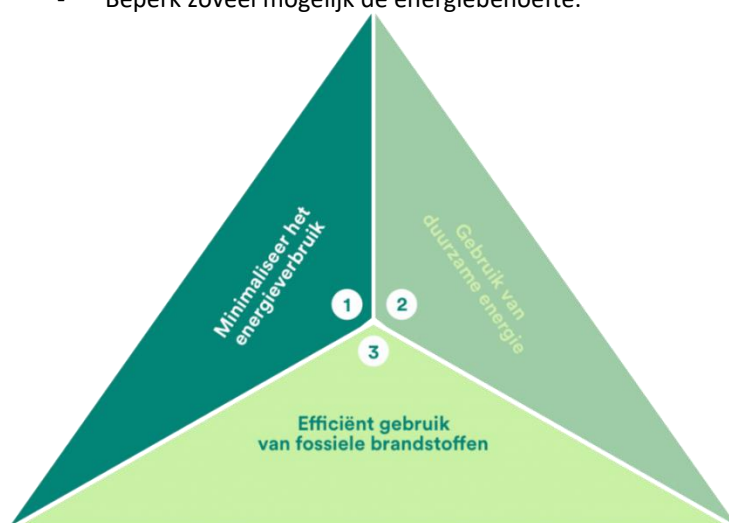 - Beperk zoveel mogelijk de energiebehoefte.
Minimaliseer het
energieverbruik
1
2
Gebruik van
duurzame energie
3
Efficiënt gebruik
van fossiele brandstoffen